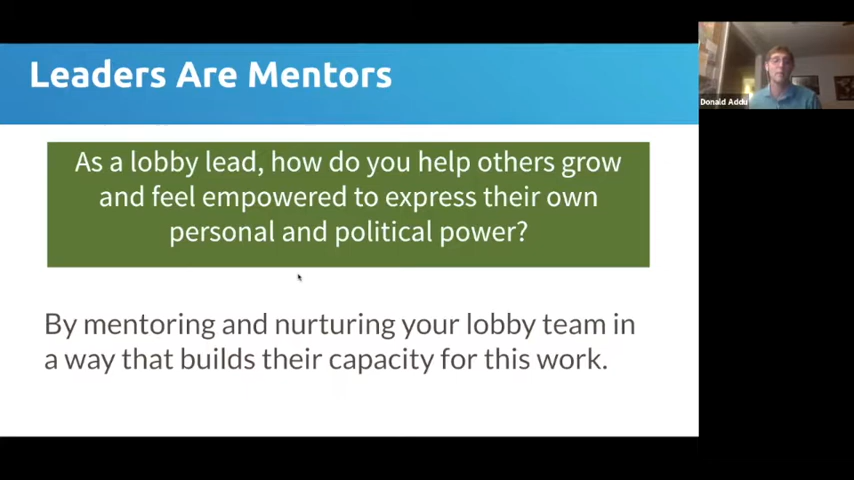 Leaders Are Mentors
As a lobby lead, how do you help others grow
and feel empowered to express their own
personal and political power?
By mentoring and nurturing your lobby team in
a way that builds their capacity for this work.
Donald Addu